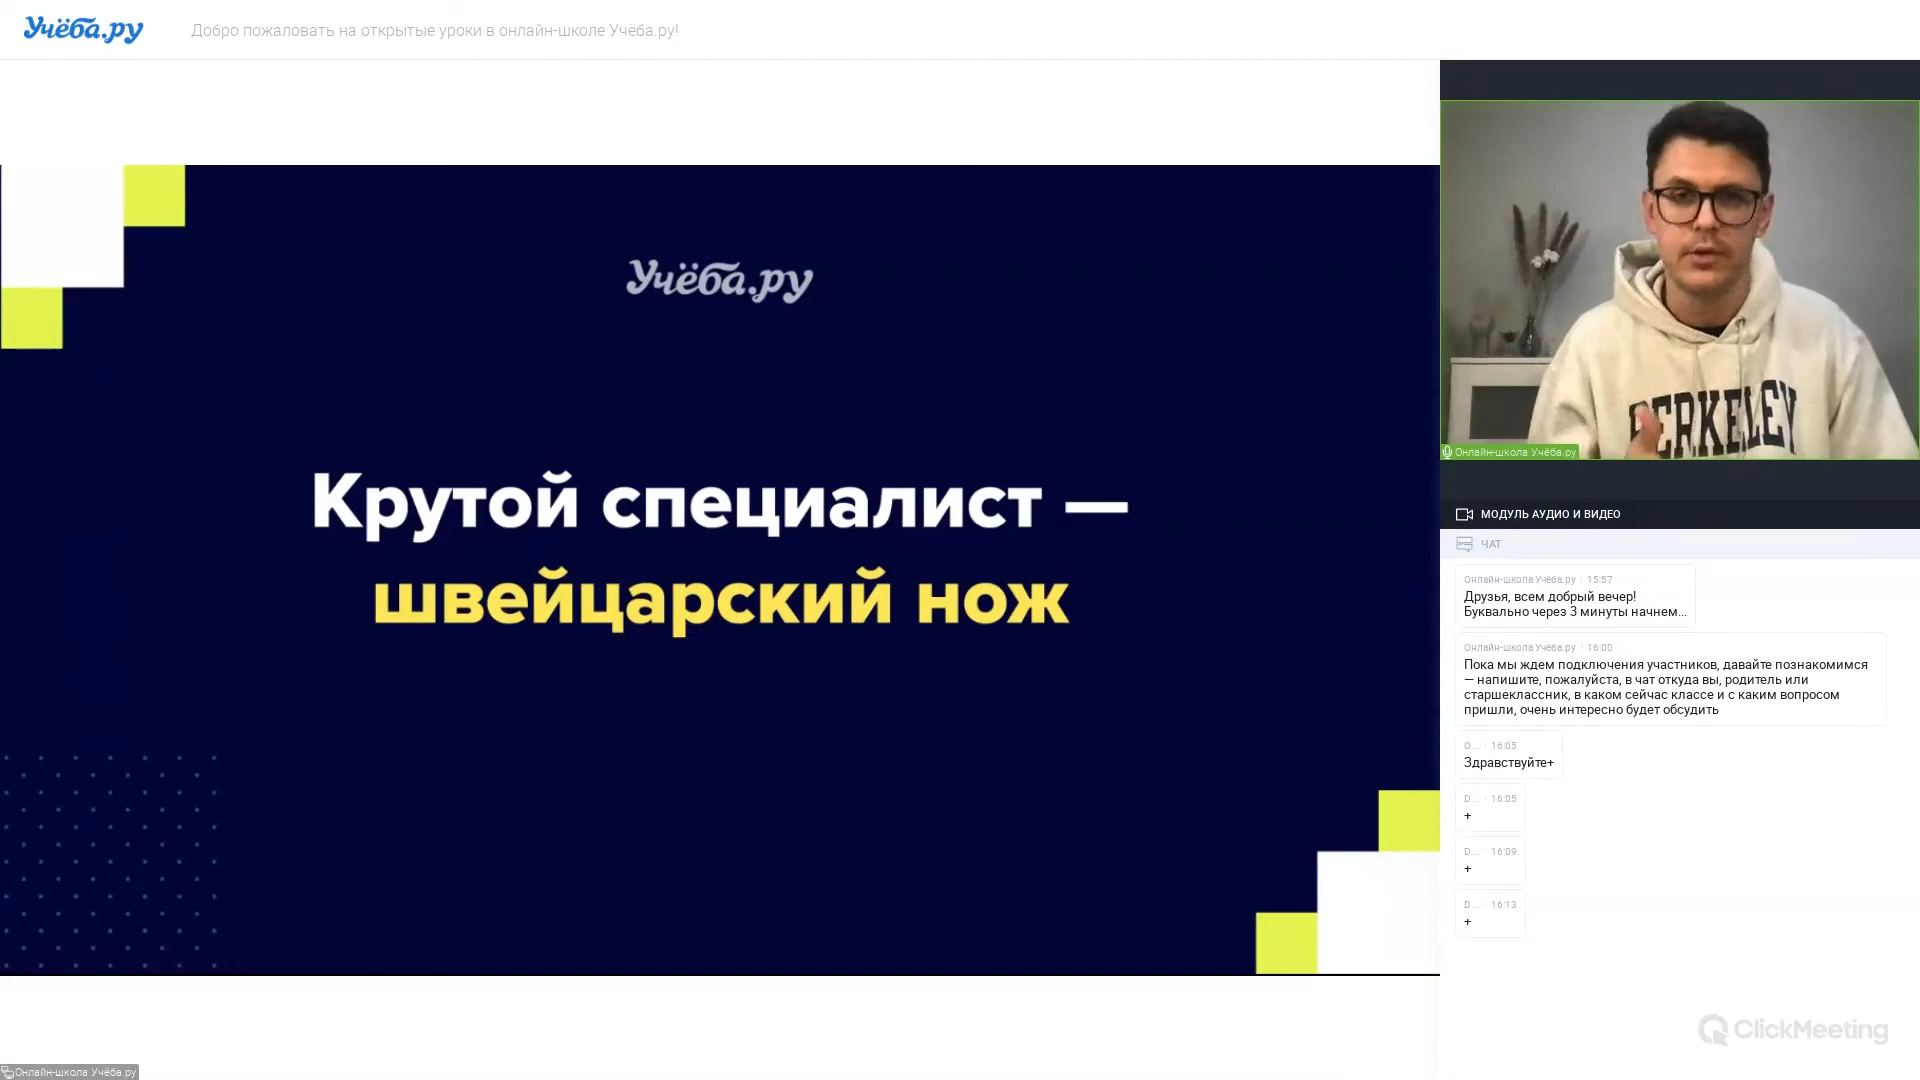 Учёба.ру
Добро пожаловать на открытые уроки в онлайн-школе Учёба.ру!
Учёба.ру
Крутой специалист —
швейцарский нож
BERKELEY
Онлайн-школа Учёба.ру
МОДУЛЬ АУДИО И ВИДЕО
ЧАТ
Онлайн-школа Учёба.ру 15:57
Друзья, всем добрый вечер!
Буквально через 3 минуты начнем...
Онлайн-школа Учёба.ру 16:00
Пока мы ждем подключения участников, давайте познакомимся
— напишите, пожалуйста, в чат откуда вы, родитель или
старшеклассник, в каком сейчас классе и с каким вопросом
пришли, очень интересно будет обсудить
О... 16:05
Здравствуйте+
D... 16:05
+
D... 16:09
+
D... 16:13
+
ClickMeeting
Онлайн-школа Учёба.ру